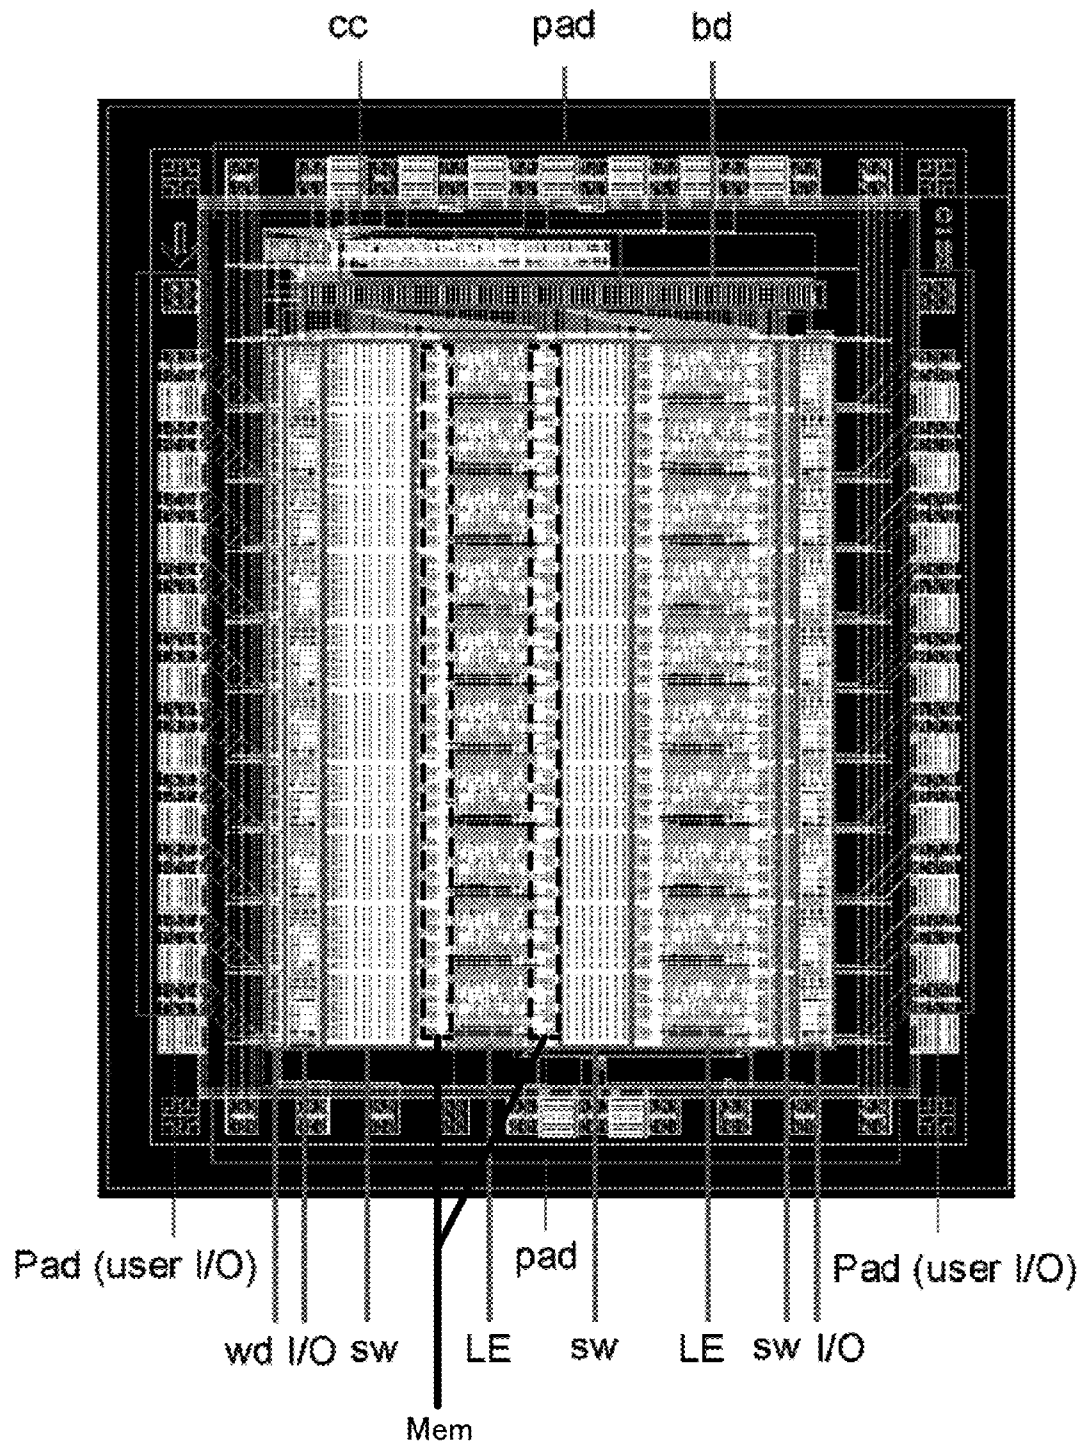 cc pad bd
Pad (user I/O) pad Pad (user I/O)
wd I/O sw LE sw LE sw I/O
Mem